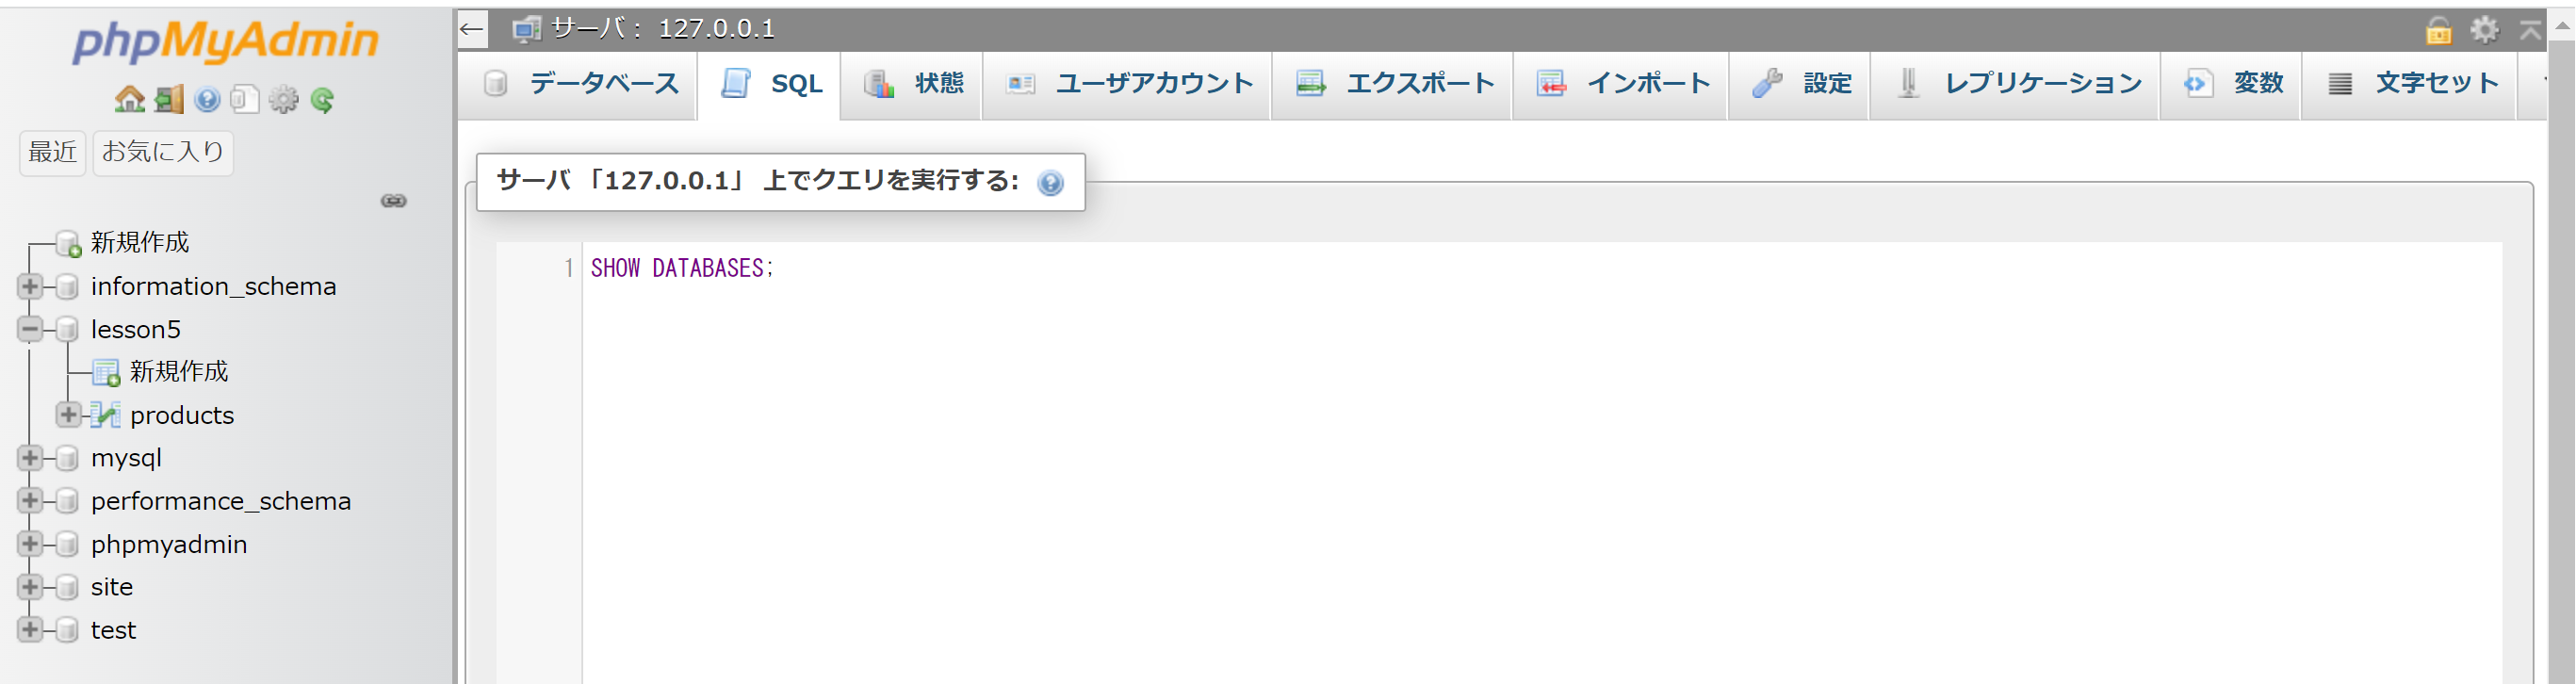 phpMyAdmin
最近 お気に入り
新規作成
information_schema
lesson5
新規作成
products
mysql
performance_schema
phpmyadmin
site
test
サーバ： 127.0.0.1
データベース SQL 状態 ユーザアカウント エクスポート インポート 設定 レプリケーション 変数 文字セット
サーバ 「127.0.0.1」 上でクエリを実行する:
1 SHOW DATABASES;